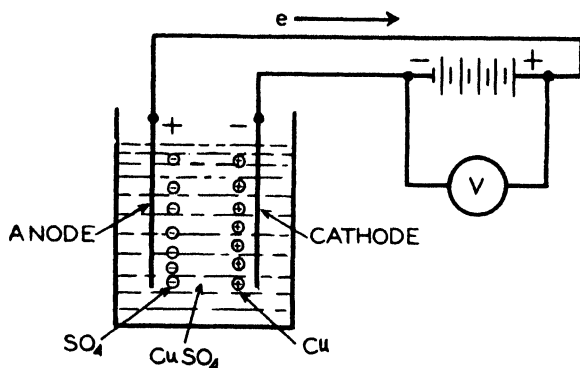 e
- +
+ -
V
ANODE CATHODE
SO4 CuSO4 Cu